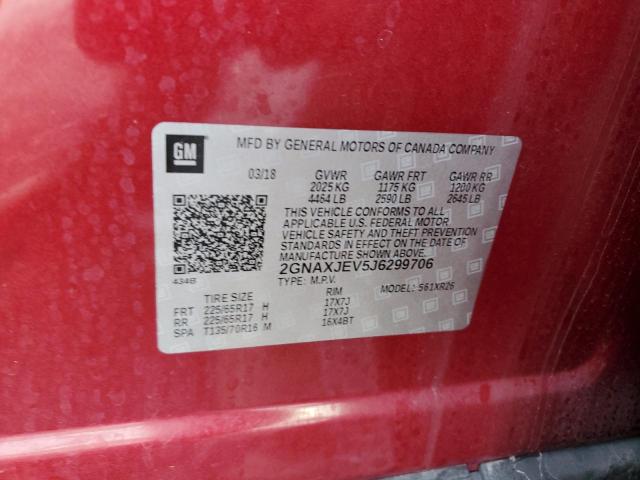 GM
MFD BY GENERAL MOTORS OF CANADA COMPANY
03/18 GVWR GAWR FRT GAWR RR
2025 KG 1175 KG 1200 KG
4464 LB 2590 LB 2645 LB
THIS VEHICLE CONFORMS TO ALL
APPLICABLE U.S. FEDERAL MOTOR
VEHICLE SAFETY AND THEFT PREVENTION
STANDARDS IN EFFECT ON THE DATE OF
MANUFACTURE SHOWN ABOVE.
2GNAXJEV5J6299706
434B TYPE: M.P.V. MODEL: 561XR26
TIRE SIZE RIM
FRT 225/65R17 H 17X7J
RR 225/65R17 H 17X7J
SPA T135/70R16 M 16X4BT